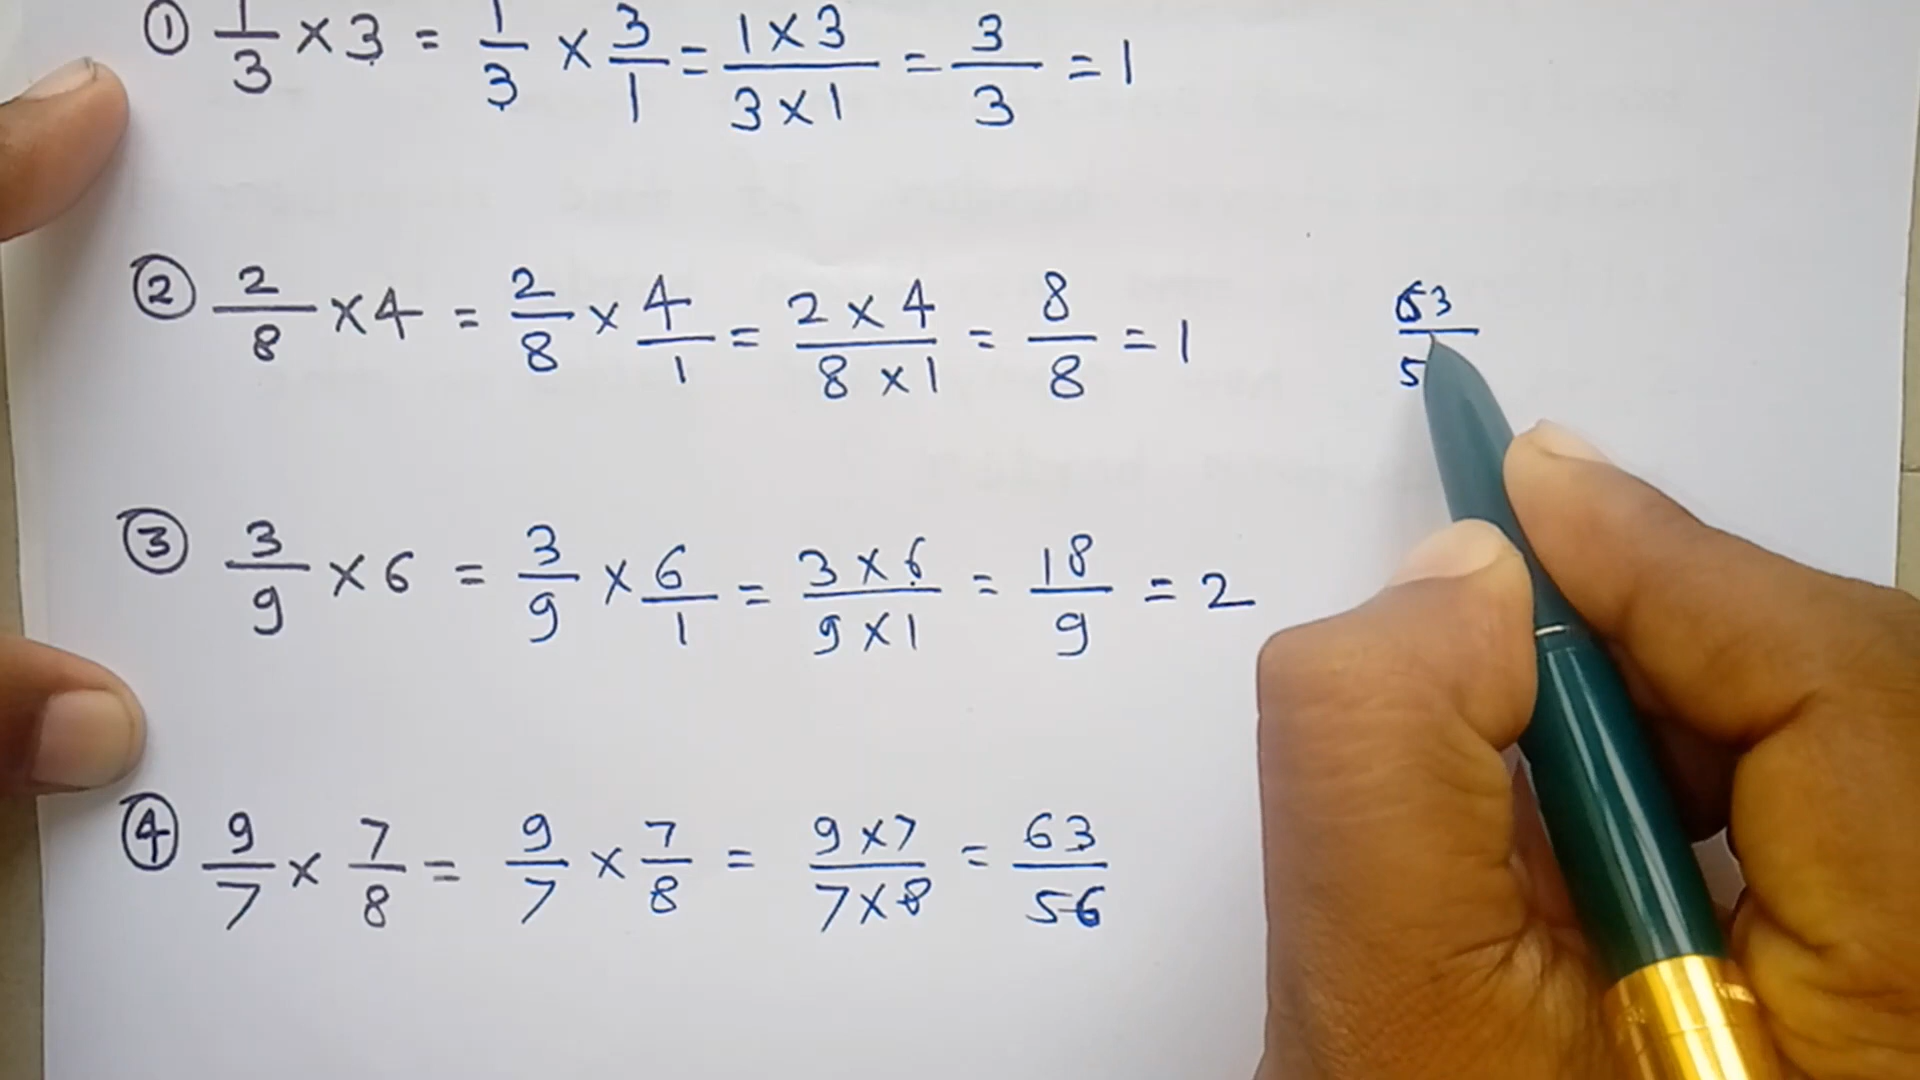 ① 1/3 × 3 = 1/3 × 3/1 = 1×3/3×1 = 3/3 = 1
② 2/8 × 4 = 2/8 × 4/1 = 2×4/8×1 = 8/8 = 1
63/5
③ 3/9 × 6 = 3/9 × 6/1 = 3×6/9×1 = 18/9 = 2
④ 9/7 × 7/8 = 9/7 × 7/8 = 9×7/7×8 = 63/56